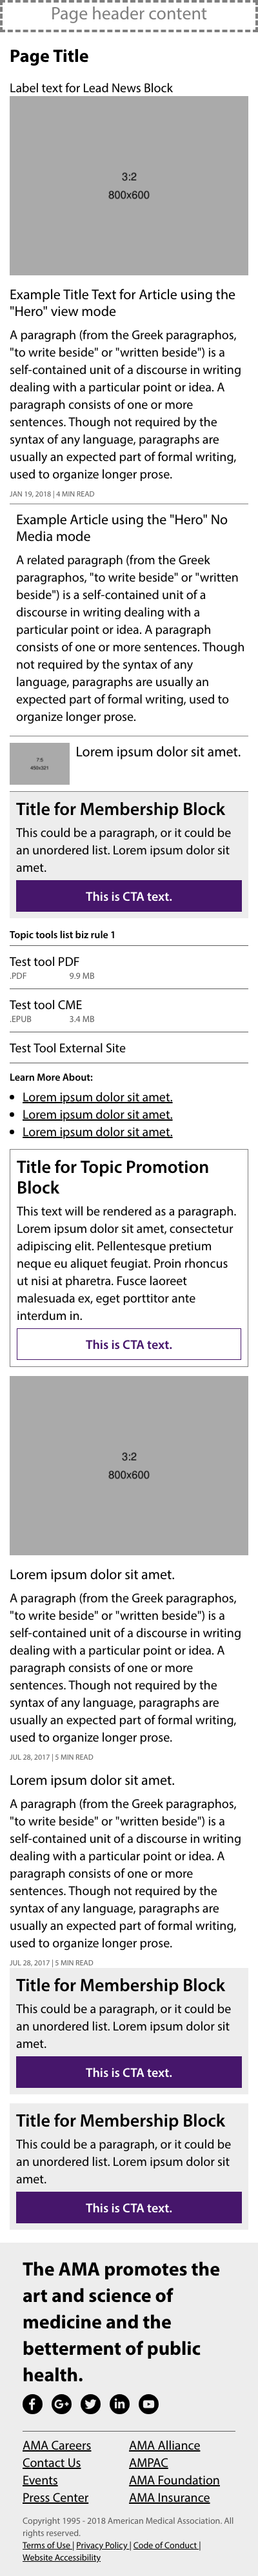 Page header content
Page Title
Label text for Lead News Block
3:2
800x600
Example Title Text for Article using the
"Hero" view mode
A paragraph (from the Greek paragraphos,
"to write beside" or "written beside") is a
self-contained unit of a discourse in writing
dealing with a particular point or idea. A
paragraph consists of one or more
sentences. Though not required by the
syntax of any language, paragraphs are
usually an expected part of formal writing,
used to organize longer prose.
JAN 19, 2018 | 4 MIN READ
Example Article using the "Hero" No
Media mode
A related paragraph (from the Greek
paragraphos, "to write beside" or "written
beside") is a self-contained unit of a
discourse in writing dealing with a
particular point or idea. A paragraph
consists of one or more sentences. Though
not required by the syntax of any
language, paragraphs are usually an
expected part of formal writing, used to
organize longer prose.
7:5
450x321
Lorem ipsum dolor sit amet.
Title for Membership Block
This could be a paragraph, or it could be
an unordered list. Lorem ipsum dolor sit
amet.
This is CTA text.
Topic tools list biz rule 1
Test tool PDF
.PDF 9.9 MB
Test tool CME
.EPUB 3.4 MB
Test Tool External Site
Learn More About:
Lorem ipsum dolor sit amet.
Lorem ipsum dolor sit amet.
Lorem ipsum dolor sit amet.
Title for Topic Promotion
Block
This text will be rendered as a paragraph.
Lorem ipsum dolor sit amet, consectetur
adipiscing elit. Pellentesque pretium
neque eu aliquet feugiat. Proin rhoncus
ut nisi at pharetra. Fusce laoreet
malesuada ex, eget porttitor ante
interdum in.
This is CTA text.
3:2
800x600
Lorem ipsum dolor sit amet.
A paragraph (from the Greek paragraphos,
"to write beside" or "written beside") is a
self-contained unit of a discourse in writing
dealing with a particular point or idea. A
paragraph consists of one or more
sentences. Though not required by the
syntax of any language, paragraphs are
usually an expected part of formal writing,
used to organize longer prose.
JUL 28, 2017 | 5 MIN READ
Lorem ipsum dolor sit amet.
A paragraph (from the Greek paragraphos,
"to write beside" or "written beside") is a
self-contained unit of a discourse in writing
dealing with a particular point or idea. A
paragraph consists of one or more
sentences. Though not required by the
syntax of any language, paragraphs are
usually an expected part of formal writing,
used to organize longer prose.
JUL 28, 2017 | 5 MIN READ
Title for Membership Block
This could be a paragraph, or it could be
an unordered list. Lorem ipsum dolor sit
amet.
This is CTA text.
Title for Membership Block
This could be a paragraph, or it could be
an unordered list. Lorem ipsum dolor sit
amet.
This is CTA text.
The AMA promotes the
art and science of
medicine and the
betterment of public
health.
AMA Careers AMA Alliance
Contact Us AMPAC
Events AMA Foundation
Press Center AMA Insurance
Copyright 1995 - 2018 American Medical Association. All
rights reserved.
Terms of Use | Privacy Policy | Code of Conduct |
Website Accessibility